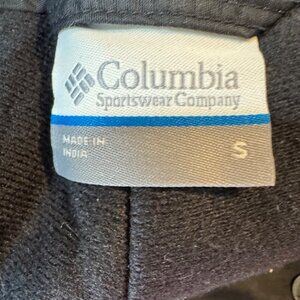 Columbia
Sportswear Company
MADE IN
INDIA
S